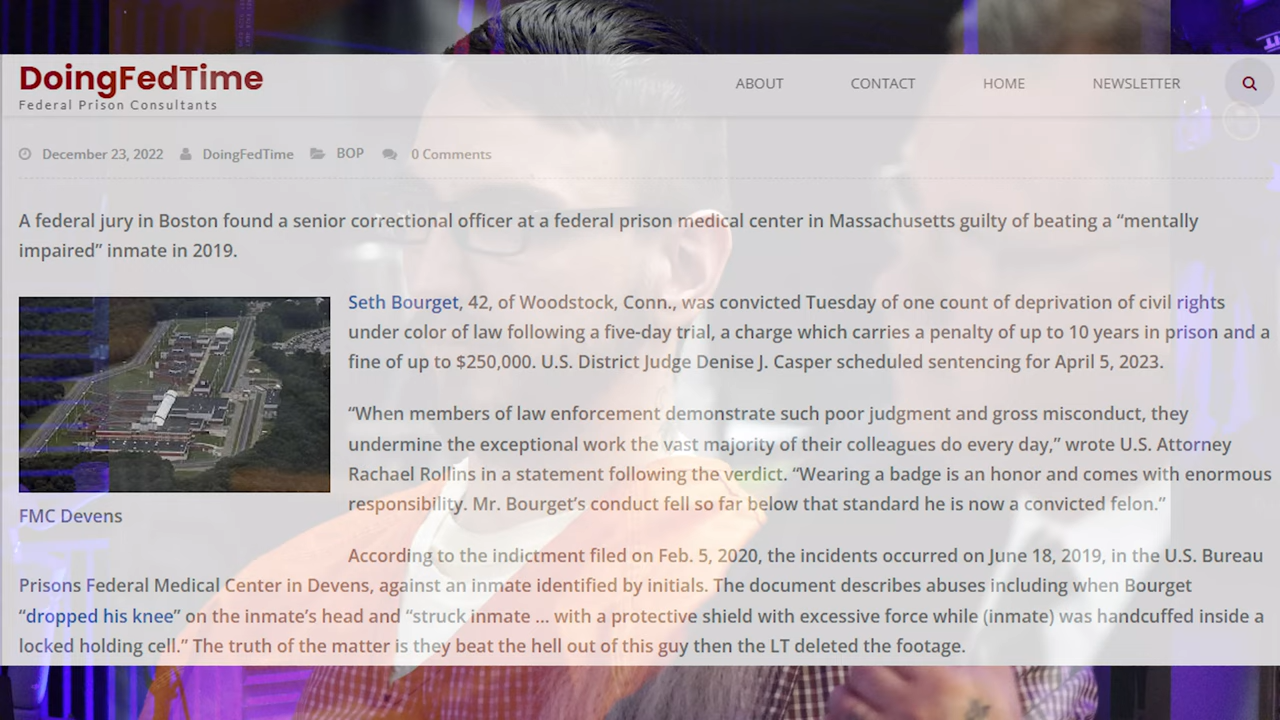 DoingFedTime
Federal Prison Consultants
ABOUT CONTACT HOME NEWSLETTER
December 23, 2022 DoingFedTime BOP 0 Comments
A federal jury in Boston found a senior correctional officer at a federal prison medical center in Massachusetts guilty of beating a “mentally
impaired” inmate in 2019.
Seth Bourget, 42, of Woodstock, Conn., was convicted Tuesday of one count of deprivation of civil rights
under color of law following a five-day trial, a charge which carries a penalty of up to 10 years in prison and a
fine of up to $250,000. U.S. District Judge Denise J. Casper scheduled sentencing for April 5, 2023.
“When members of law enforcement demonstrate such poor judgment and gross misconduct, they
undermine the exceptional work the vast majority of their colleagues do every day,” wrote U.S. Attorney
Rachael Rollins in a statement following the verdict. “Wearing a badge is an honor and comes with enormous
responsibility. Mr. Bourget’s conduct fell so far below that standard he is now a convicted felon.”
FMC Devens
According to the indictment filed on Feb. 5, 2020, the incidents occurred on June 18, 2019, in the U.S. Bureau
Prisons Federal Medical Center in Devens, against an inmate identified by initials. The document describes abuses including when Bourget
“dropped his knee” on the inmate’s head and “struck inmate ... with a protective shield with excessive force while (inmate) was handcuffed inside a
locked holding cell.” The truth of the matter is they beat the hell out of this guy then the LT deleted the footage.